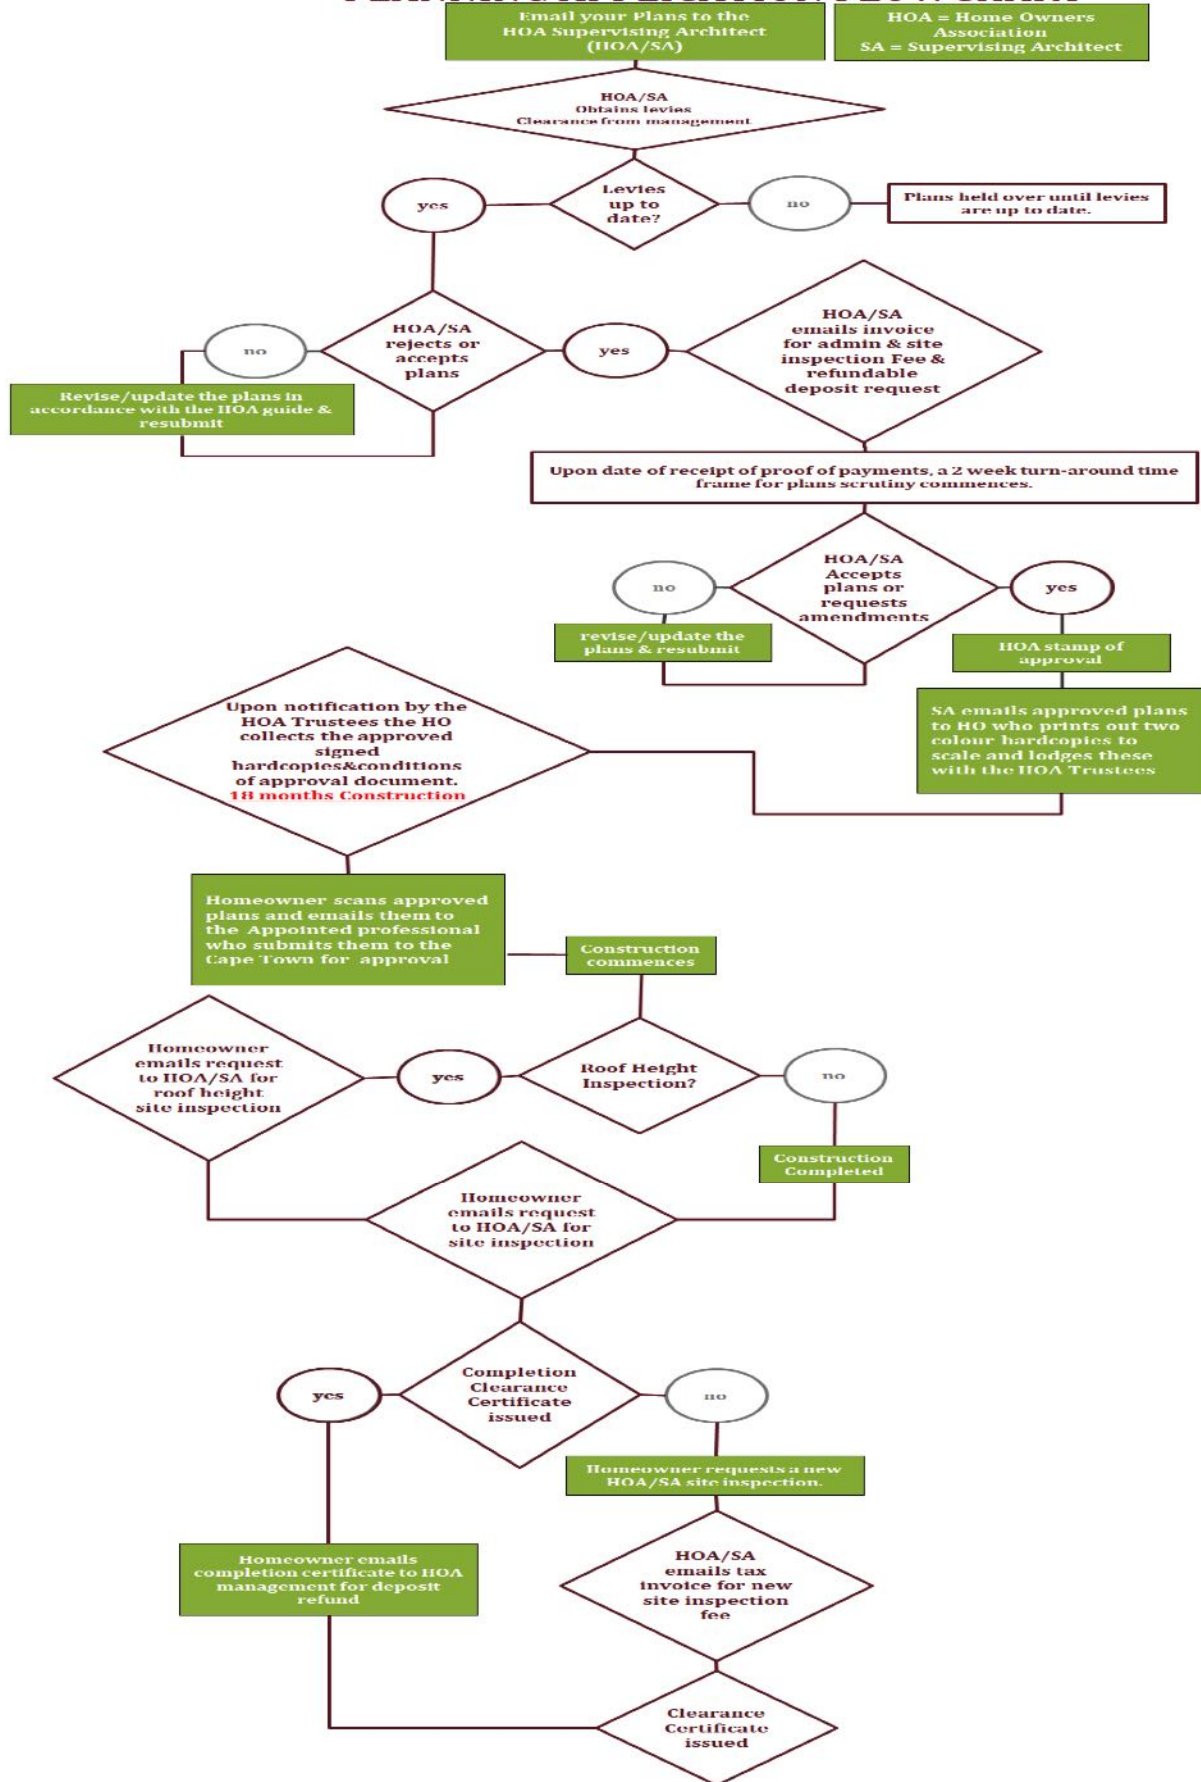 Email your Plans to the
HOA Supervising Architect
(HOA/SA)
HOA = Home Owners
Association
SA = Supervising Architect
HOA/SA
Obtains levies
Clearance from management
Levies
up to
date?
yes
no
Plans held over until levies
are up to date.
HOA/SA
rejects or
accepts
plans
no
yes
HOA/SA
emails invoice
for admin & site
inspection Fee &
refundable
deposit request
Revise/update the plans in
accordance with the HOA guide &
resubmit
Upon date of receipt of proof of payments, a 2 week turn-around time
frame for plans scrutiny commences.
HOA/SA
Accepts
plans or
requests
amendments
no
yes
revise/update the
plans & resubmit
HOA stamp of
approval
SA emails approved plans
to HO who prints out two
colour hardcopies to
scale and lodges these
with the HOA Trustees
Upon notification by the
HOA Trustees the HO
collects the approved
signed
hardcopies&conditions
of approval document.
18 months Construction
Homeowner scans approved
plans and emails them to
the Appointed professional
who submits them to the
Cape Town for approval
Construction
commences
Homeowner
emails request
to HOA/SA for
roof height
site inspection
yes
Roof Height
Inspection?
no
Construction
Completed
Homeowner
emails request
to HOA/SA for
site inspection
Completion
Clearance
Certificate
issued
yes
no
Homeowner requests a new
HOA/SA site inspection.
Homeowner emails
completion certificate to HOA
management for deposit
refund
HOA/SA
emails tax
invoice for new
site inspection
fee
Clearance
Certificate
issued